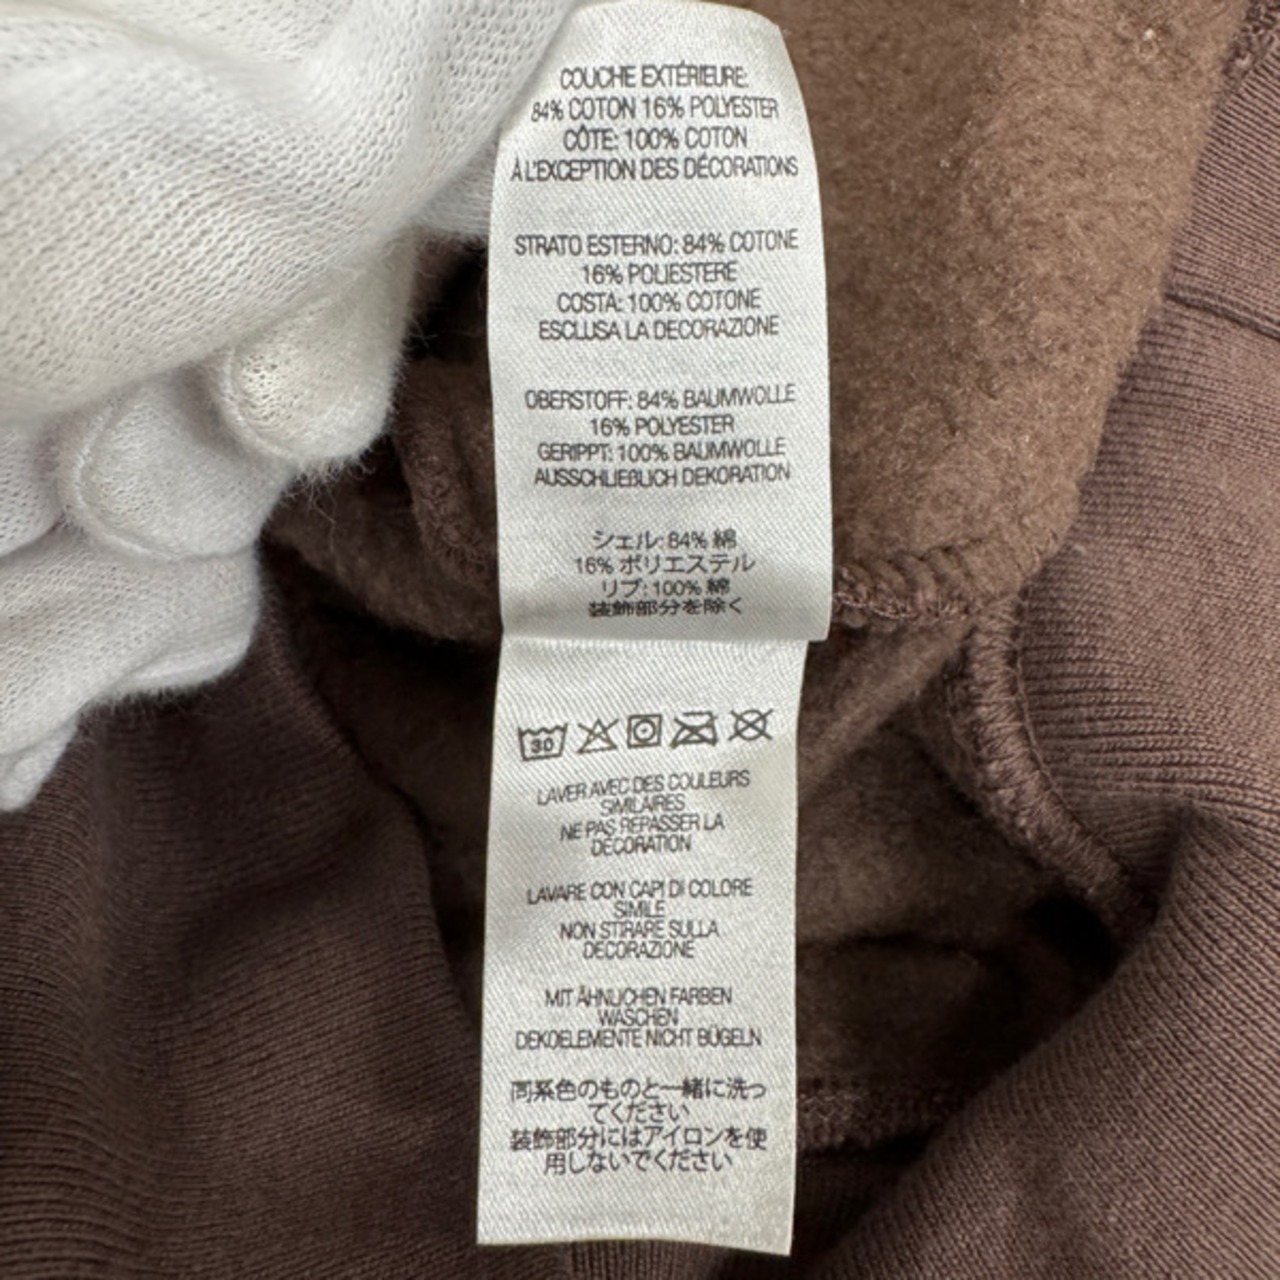 COUCHE EXTÉRIEURE:
84% COTON 16% POLYESTER
CÔTE: 100% COTON
À L'EXCEPTION DES DÉCORATIONS
STRATO ESTERNO: 84% COTONE
16% POLIESTERE
COSTA: 100% COTONE
ESCLUSA LA DECORAZIONE
OBERSTOFF: 84% BAUMWOLLE
16% POLYESTER
GERIPPT: 100% BAUMWOLLE
AUSSCHLIEßLICH DEKORATION
シェル: 84% 綿
16% ポリエステル
リブ: 100% 綿
装飾部分を除く
30
LAVER AVEC DES COULEURS
SIMILAIRES
NE PAS REPASSER LA
DÉCORATION
LAVARE CON CAPI DI COLORE
SIMILE
NON STIRARE SULLA
DECORAZIONE
MIT ÄHNLICHEN FARBEN
WASCHEN
DEKOELEMENTE NICHT BÜGELN
同系色のものと一緒に洗っ
てください
装飾部分にはアイロンを使
用しないでください